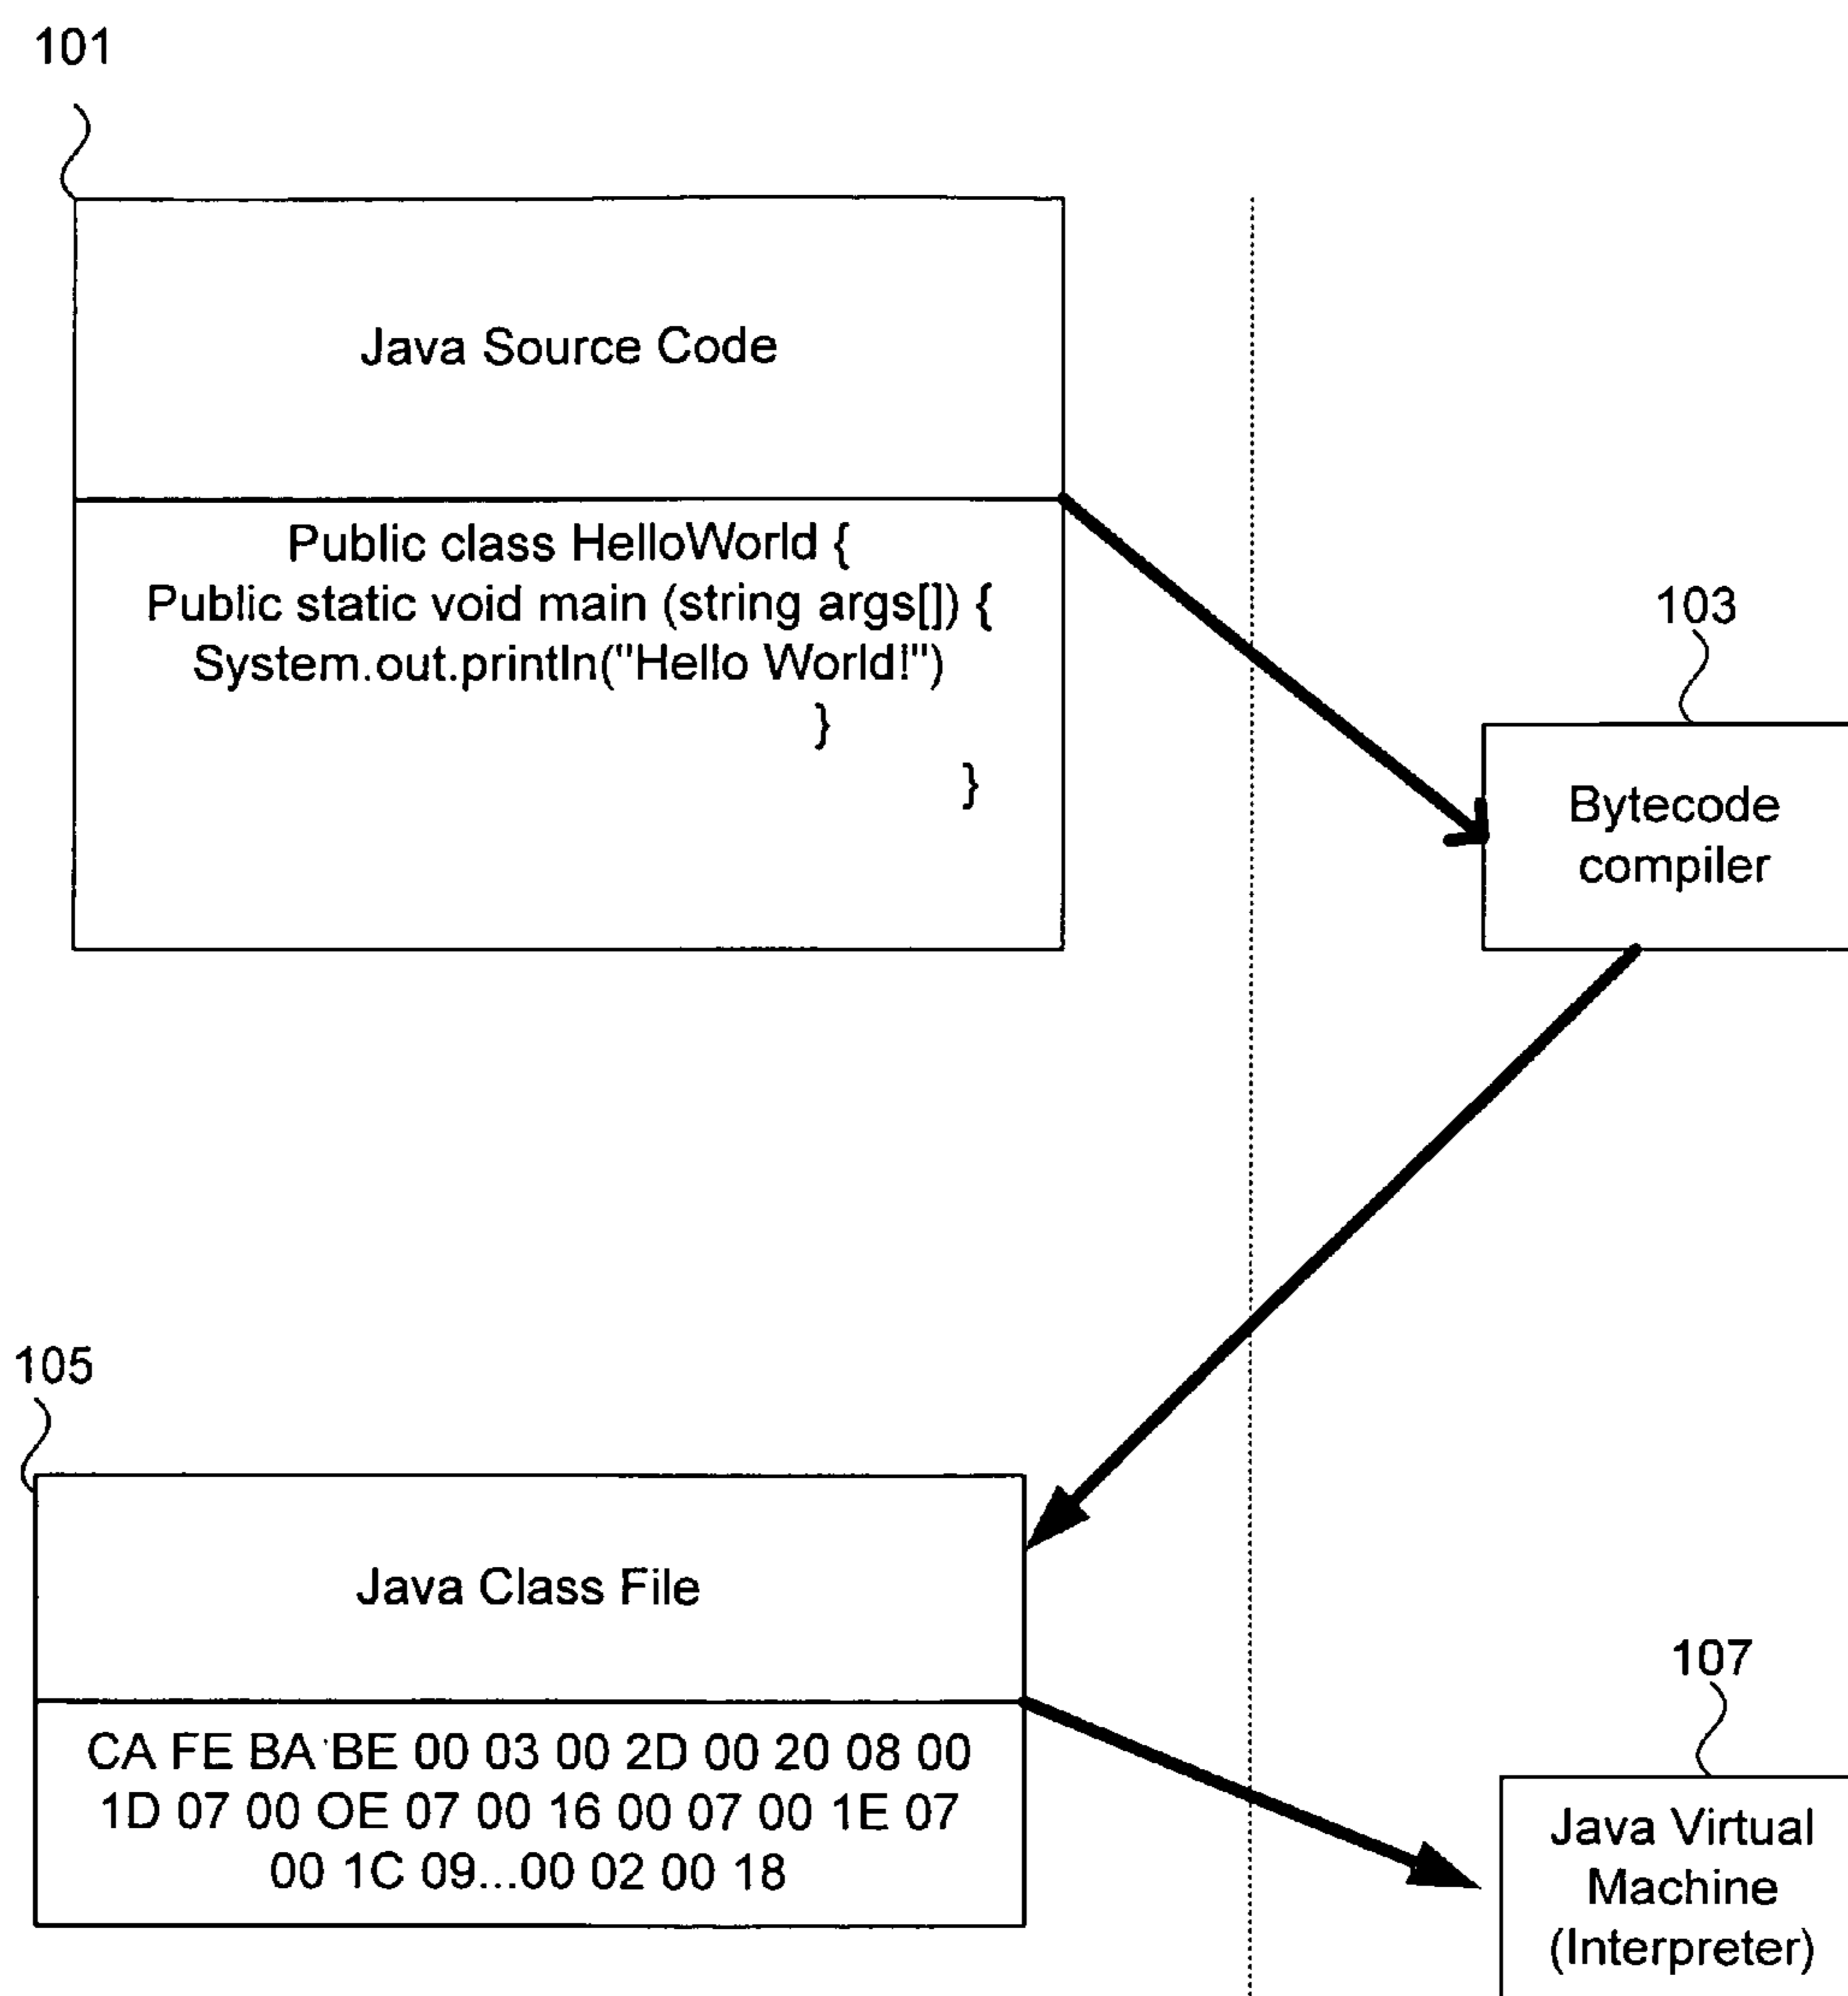 101
Java Source Code
Public class HelloWorld {
Public static void main (string args[]) {
System.out.println("Hello World!")
}
}
103
Bytecode
compiler
105
Java Class File
CA FE BA BE 00 03 00 2D 00 20 08 00
1D 07 00 OE 07 00 16 00 07 00 1E 07
00 1C 09...00 02 00 18
107
Java Virtual
Machine
(Interpreter)